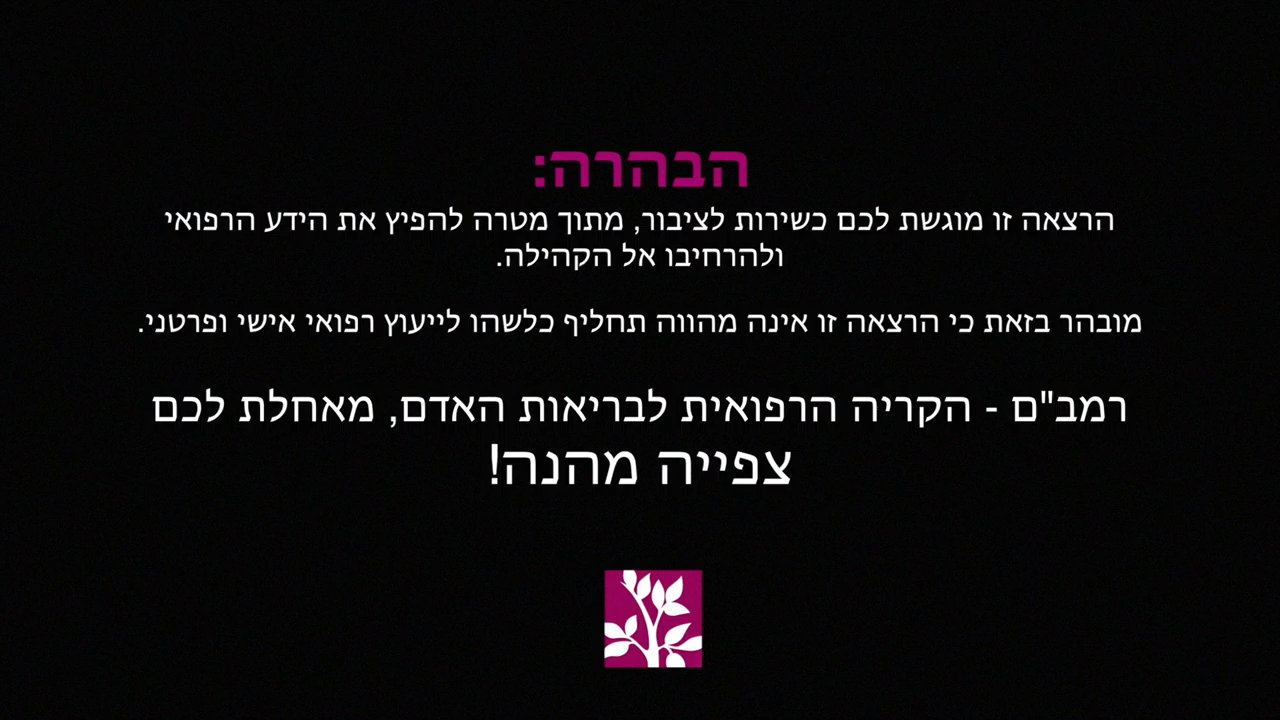 הבהרה:
הרצאה זו מוגשת לכם כשירות לציבור, מתוך מטרה להפיץ את הידע הרפואי
ולהרחיבו אל הקהילה.
מובהר בזאת כי הרצאה זו אינה מהווה תחליף כלשהו לייעוץ רפואי אישי ופרטני.
רמב"ם - הקריה הרפואית לבריאות האדם, מאחלת לכם
צפייה מהנה!